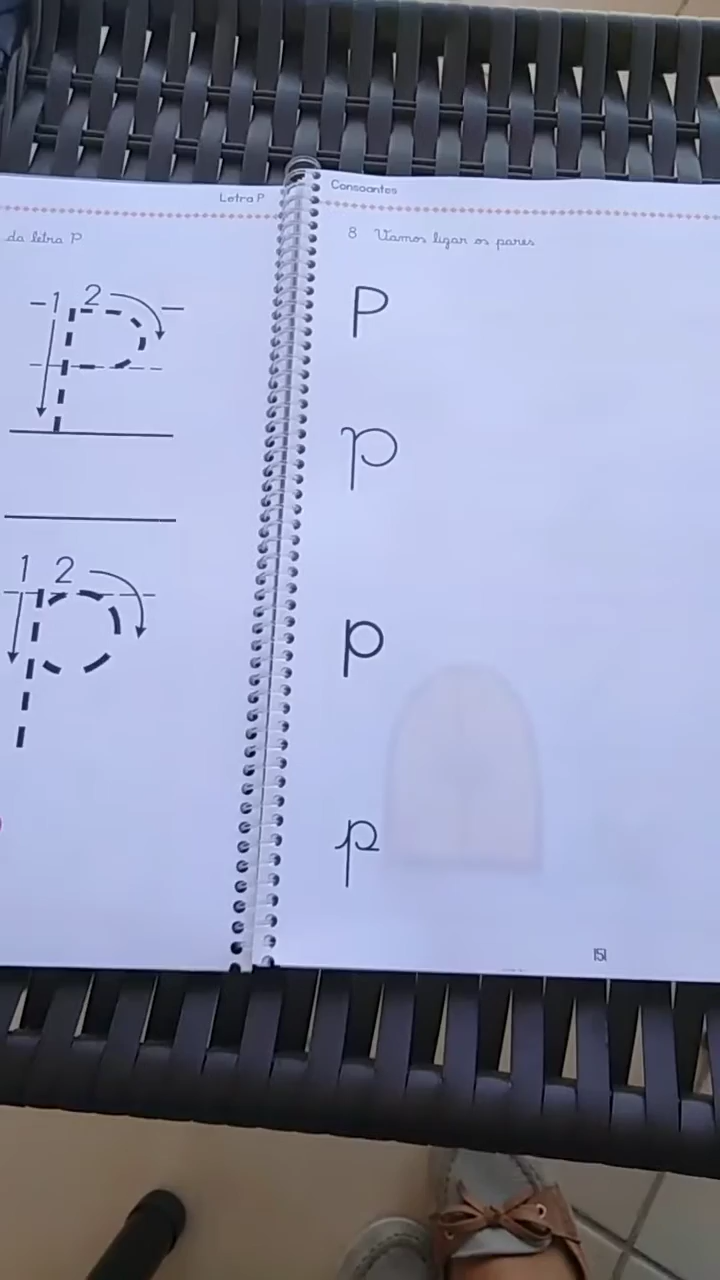 Letra P
da letra P
1 2
P
1 2
p
Consoantes
8 Vamos ligar os pares
P
P
p
p
151